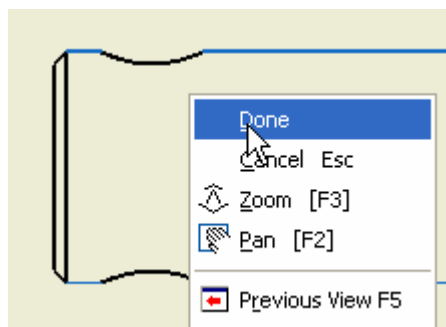 Done
Cancel Esc
Zoom [F3]
Pan [F2]
Previous View F5